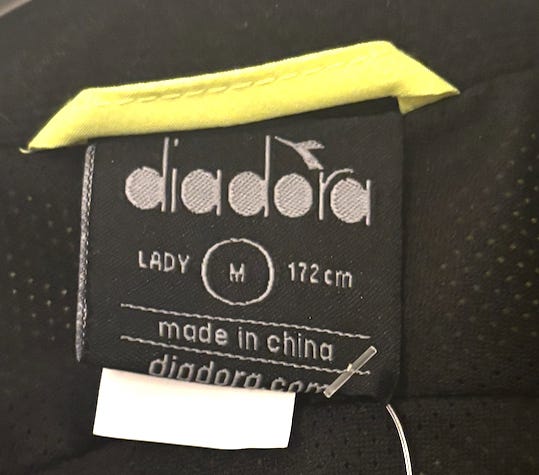 diadora
LADY M 172cm
made in china
diadora.com